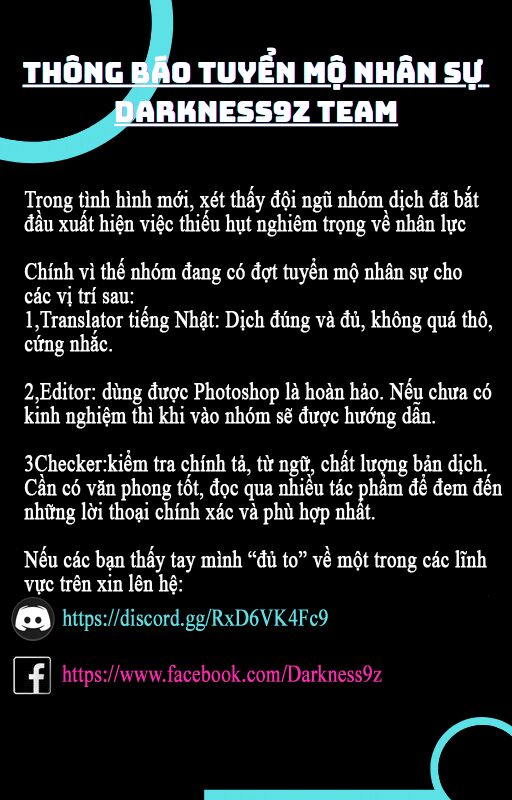 THÔNG BÁO TUYỂN MỘ NHÂN SỰ
DARKNESS9Z TEAM
Trong tình hình mới, xét thấy đội ngũ nhóm dịch đã bắt
đầu xuất hiện việc thiếu hụt nghiêm trọng về nhân lực
Chính vì thế nhóm đang có đợt tuyển mộ nhân sự cho
các vị trí sau:
1,Translator tiếng Nhật: Dịch đúng và đủ, không quá thô,
cứng nhắc.
2,Editor: dùng được Photoshop là hoàn hảo. Nếu chưa có
kinh nghiệm thì khi vào nhóm sẽ được hướng dẫn.
3Checker:kiểm tra chính tả, từ ngữ, chất lượng bản dịch.
Cần có văn phong tốt, đọc qua nhiều tác phẩm để đem đến
những lời thoại chính xác và phù hợp nhất.
Nếu các bạn thấy tay mình “đủ to” về một trong các lĩnh
vực trên xin lên hệ:
https://discord.gg/RxD6VK4Fc9
https://www.facebook.com/Darkness9z